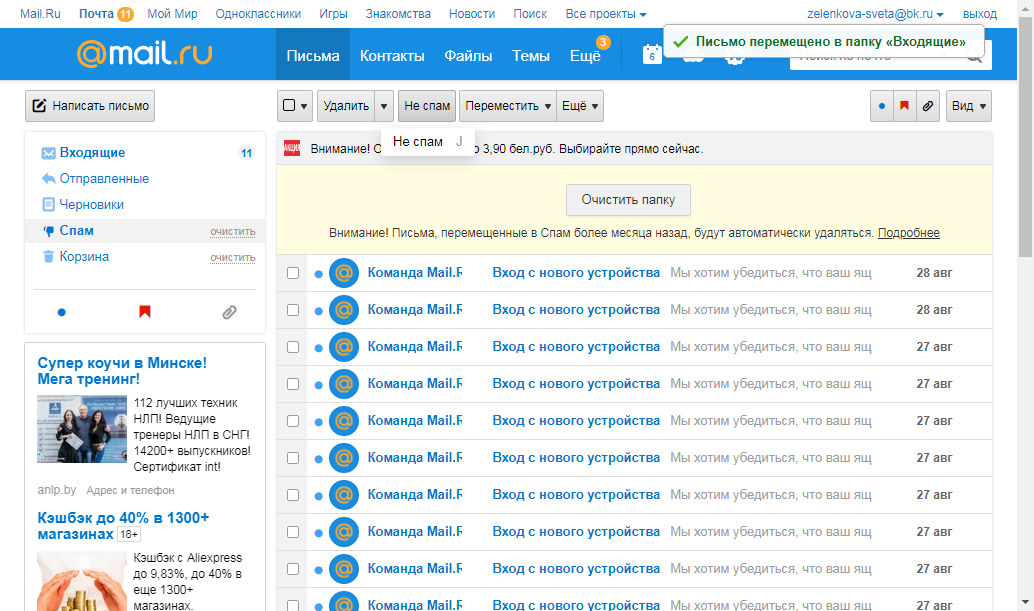 Mail.Ru Почта 11 Мой Мир Одноклассники Игры Знакомства Новости Поиск Все проекты zelenkova-sveta@bk.ru выход
@mail.ru Письма Контакты Файлы Темы Ещё 3 6
Письмо перемещено в папку «Входящие»
Написать письмо Удалить Не спам Переместить Ещё Вид
Не спам J
Входящие 11
Отправленные
Черновики
Спам очистить
Корзина очистить
АКЦИЯ Внимание! 3,90 бел.руб. Выбирайте прямо сейчас.
Очистить папку
Внимание! Письма, перемещенные в Спам более месяца назад, будут автоматически удаляться. Подробнее
Команда Mail.R Вход с нового устройства Мы хотим убедиться, что ваш ящ 28 авг
Команда Mail.R Вход с нового устройства Мы хотим убедиться, что ваш ящ 28 авг
Команда Mail.R Вход с нового устройства Мы хотим убедиться, что ваш ящ 27 авг
Команда Mail.R Вход с нового устройства Мы хотим убедиться, что ваш ящ 27 авг
Команда Mail.R Вход с нового устройства Мы хотим убедиться, что ваш ящ 27 авг
Команда Mail.R Вход с нового устройства Мы хотим убедиться, что ваш ящ 27 авг
Команда Mail.R Вход с нового устройства Мы хотим убедиться, что ваш ящ 27 авг
Команда Mail.R Вход с нового устройства Мы хотим убедиться, что ваш ящ 27 авг
Команда Mail.R Вход с нового устройства Мы хотим убедиться, что ваш ящ 27 авг
Команда Mail.R Вход с нового устройства Мы хотим убедиться, что ваш ящ 27 авг
Супер коучи в Минске!
Мега тренинг!
112 лучших техник
НЛП! Ведущие
тренеры НЛП в СНГ!
14200+ выпускников!
Сертификат int!
anlp.by Адрес и телефон
Кэшбэк до 40% в 1300+
магазинах 18+
Кэшбэк с Aliexpress
до 9,83%, до 40% в
еще 1300+
магазинах.